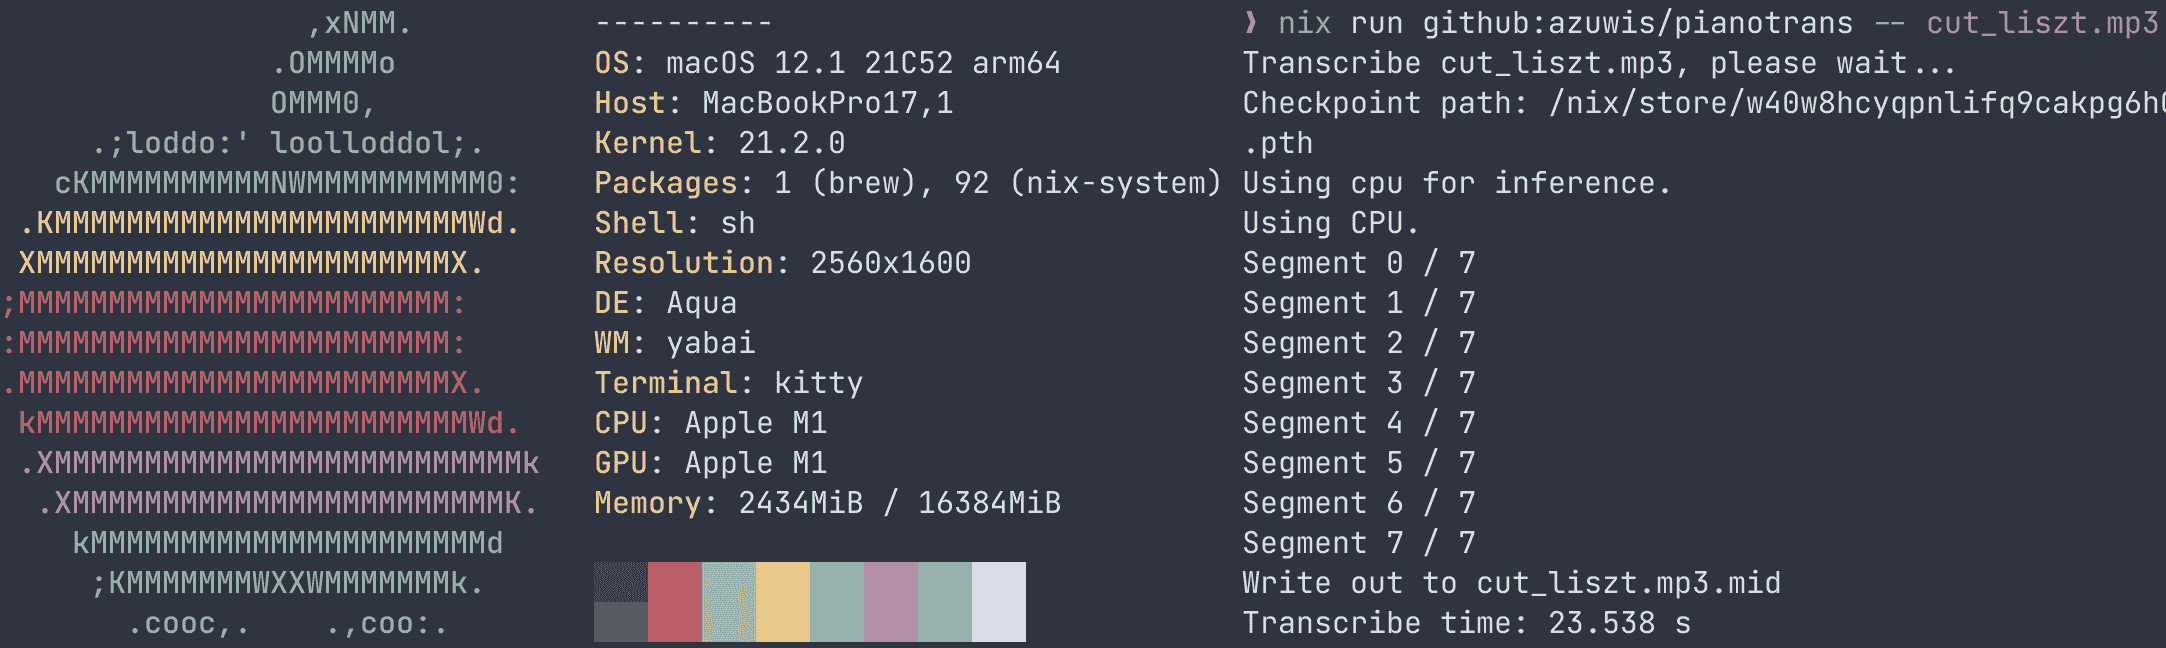 ,xNMM.
.OMMMMo
OMMM0,
.;loddo:' loolloddol;.
cKMMMMMMMMMMNWMMMMMMMMMM0:
.KMMMMMMMMMMMMMMMMMMMMMMMWd.
XMMMMMMMMMMMMMMMMMMMMMMMX.
;MMMMMMMMMMMMMMMMMMMMMMMM:
:MMMMMMMMMMMMMMMMMMMMMMMM:
.MMMMMMMMMMMMMMMMMMMMMMMMX.
kMMMMMMMMMMMMMMMMMMMMMMMMWd.
.XMMMMMMMMMMMMMMMMMMMMMMMMMMk
.XMMMMMMMMMMMMMMMMMMMMMMMMK.
kMMMMMMMMMMMMMMMMMMMMMMd
;KMMMMMMMWXXWMMMMMMMk.
.cooc,.    .,coo:.
----------
OS: macOS 12.1 21C52 arm64
Host: MacBookPro17,1
Kernel: 21.2.0
Packages: 1 (brew), 92 (nix-system)
Shell: sh
Resolution: 2560x1600
DE: Aqua
WM: yabai
Terminal: kitty
CPU: Apple M1
GPU: Apple M1
Memory: 2434MiB / 16384MiB
❯ nix run github:azuwis/pianotrans -- cut_liszt.mp3
Transcribe cut_liszt.mp3, please wait...
Checkpoint path: /nix/store/w40w8hcyqpnlifq9cakpg6h
.pth
Using cpu for inference.
Using CPU.
Segment 0 / 7
Segment 1 / 7
Segment 2 / 7
Segment 3 / 7
Segment 4 / 7
Segment 5 / 7
Segment 6 / 7
Segment 7 / 7
Write out to cut_liszt.mp3.mid
Transcribe time: 23.538 s